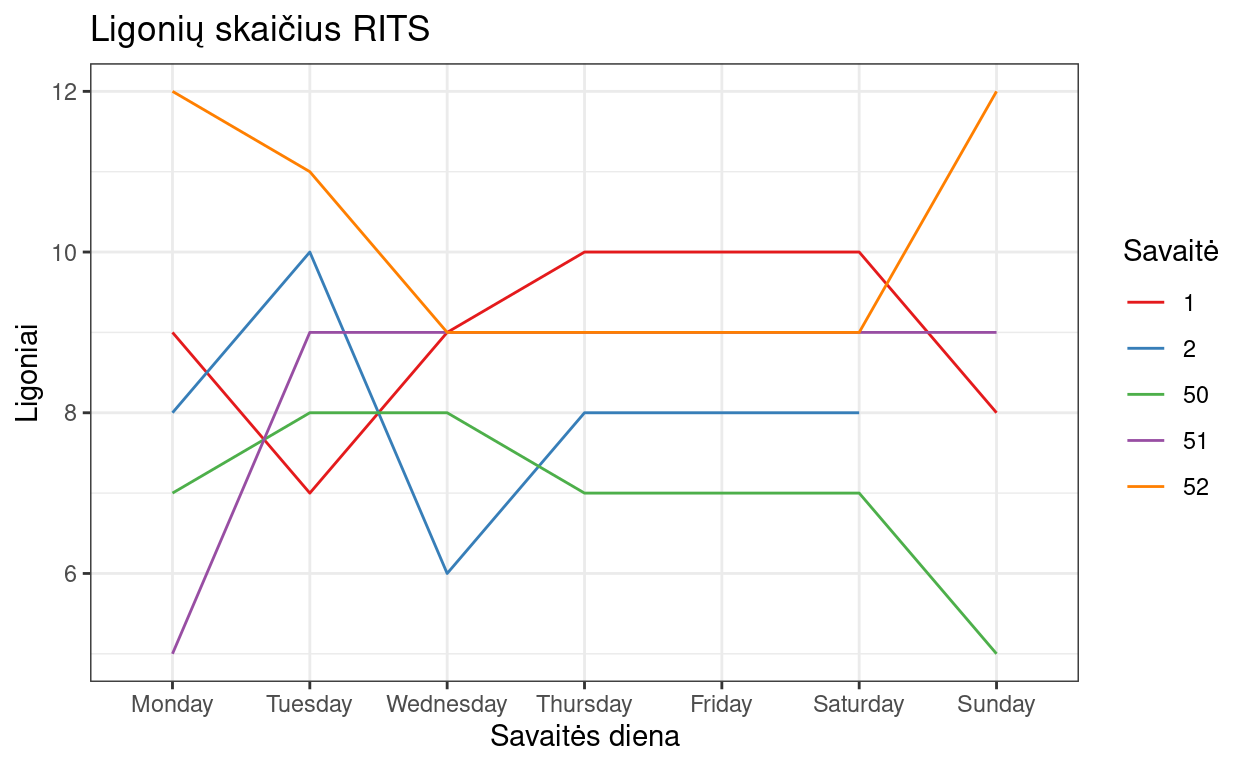 Ligonių skaičius RITS
12
10
8
6
Ligoniai
Monday Tuesday Wednesday Thursday Friday Saturday Sunday
Savaitės diena
Savaitė
1
2
50
51
52